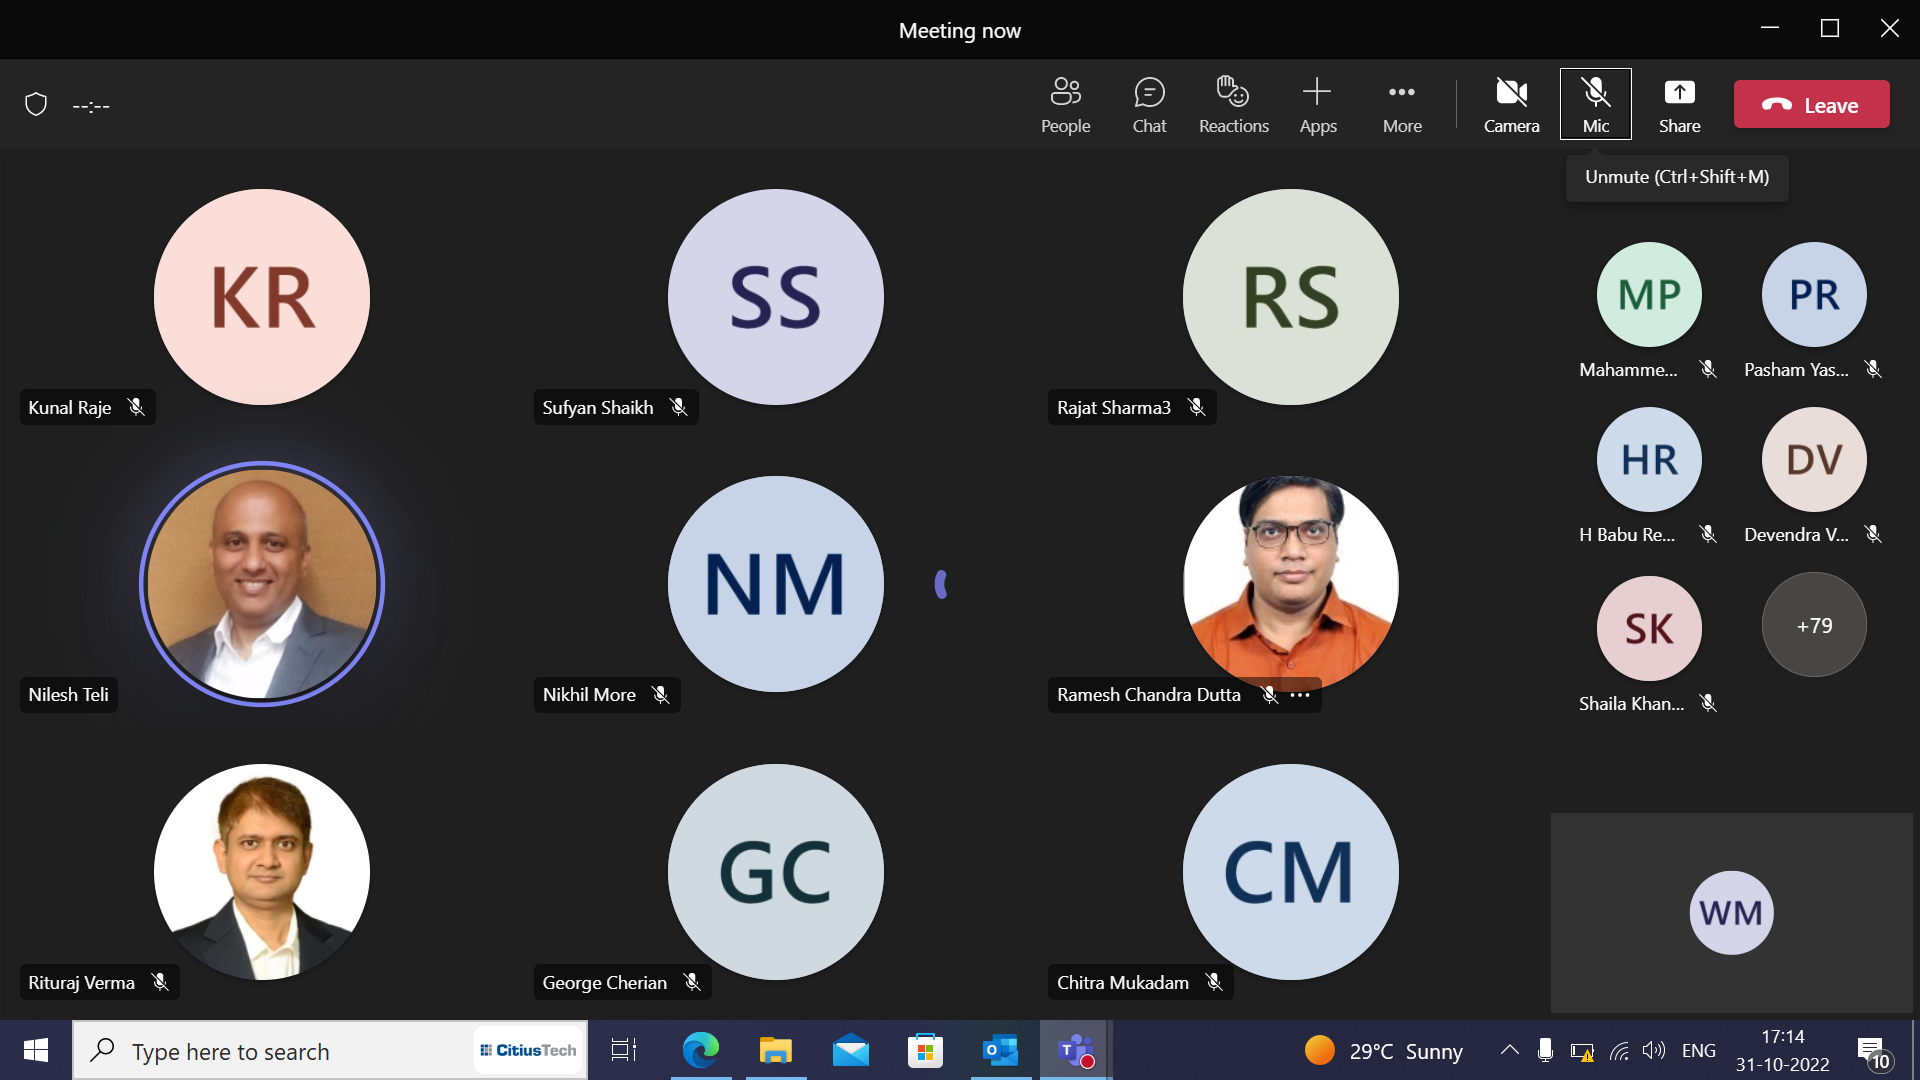 Meeting now
--:--
People
Chat
Reactions
Apps
More
Camera
Mic
Share
Leave
Unmute (Ctrl+Shift+M)
KR
Kunal Raje
SS
Sufyan Shaikh
RS
Rajat Sharma3
MP
Mahamme...
PR
Pasham Yas...
HR
H Babu Re...
DV
Devendra V...
SK
Shaila Khan...
+79
Nilesh Teli
NM
Nikhil More
Ramesh Chandra Dutta
Rituraj Verma
GC
George Cherian
CM
Chitra Mukadam
WM
Type here to search
CitiusTech
29°C Sunny
ENG
17:14
31-10-2022
10